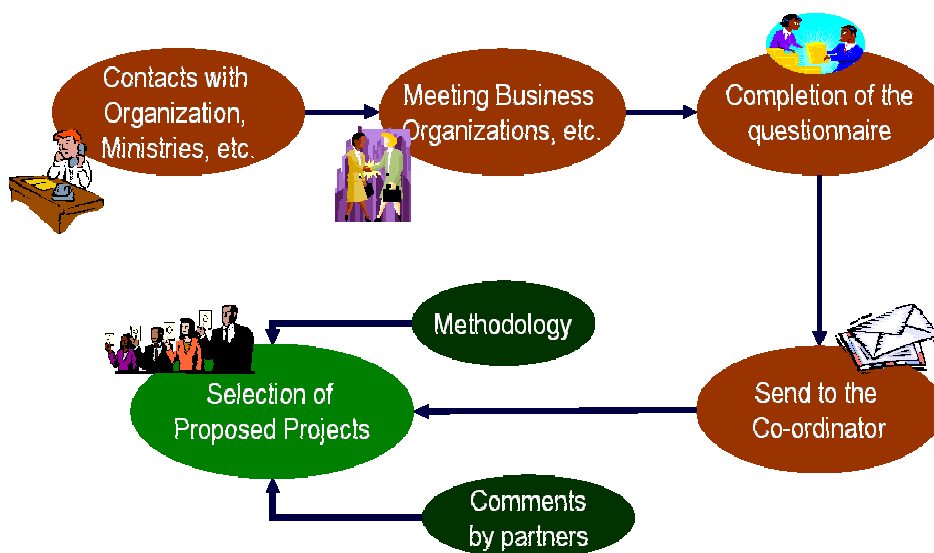 Contacts with
Organization,
Ministries, etc.
Meeting Business
Organizations, etc.
Completion of the
questionnaire
Methodology
Selection of
Proposed Projects
Send to the
Co-ordinator
Comments
by partners